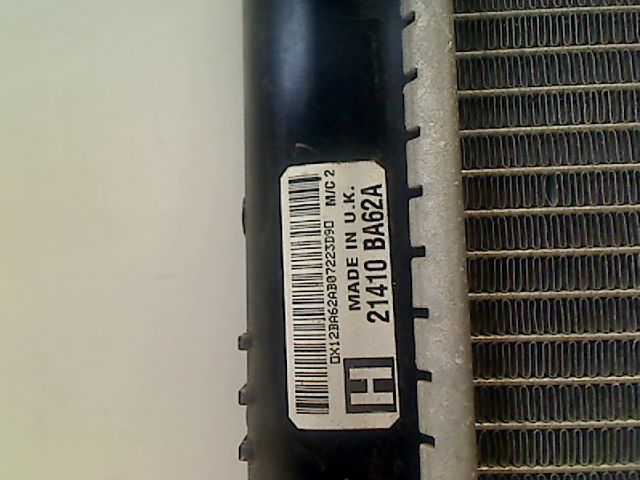 M/C 2
DX12BA62AB07223D9D
MADE IN U.K.
21410 BA62A
H